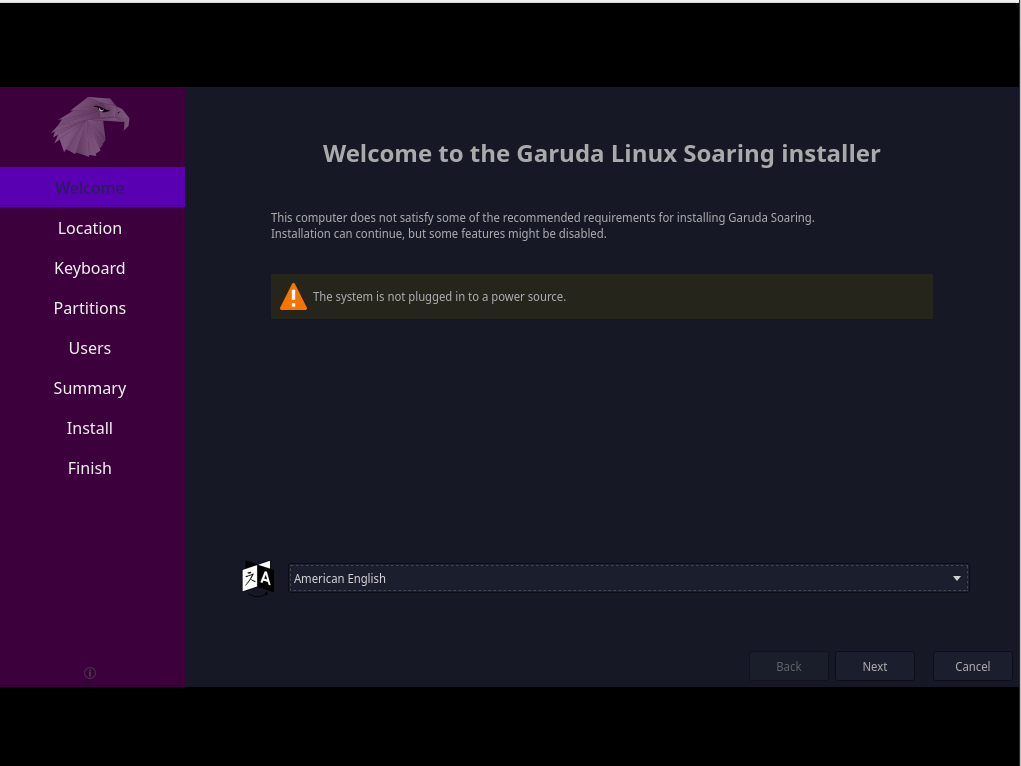 Welcome
Location
Keyboard
Partitions
Users
Summary
Install
Finish
Welcome to the Garuda Linux Soaring installer
This computer does not satisfy some of the recommended requirements for installing Garuda Soaring.
Installation can continue, but some features might be disabled.
The system is not plugged in to a power source.
American English
Back
Next
Cancel